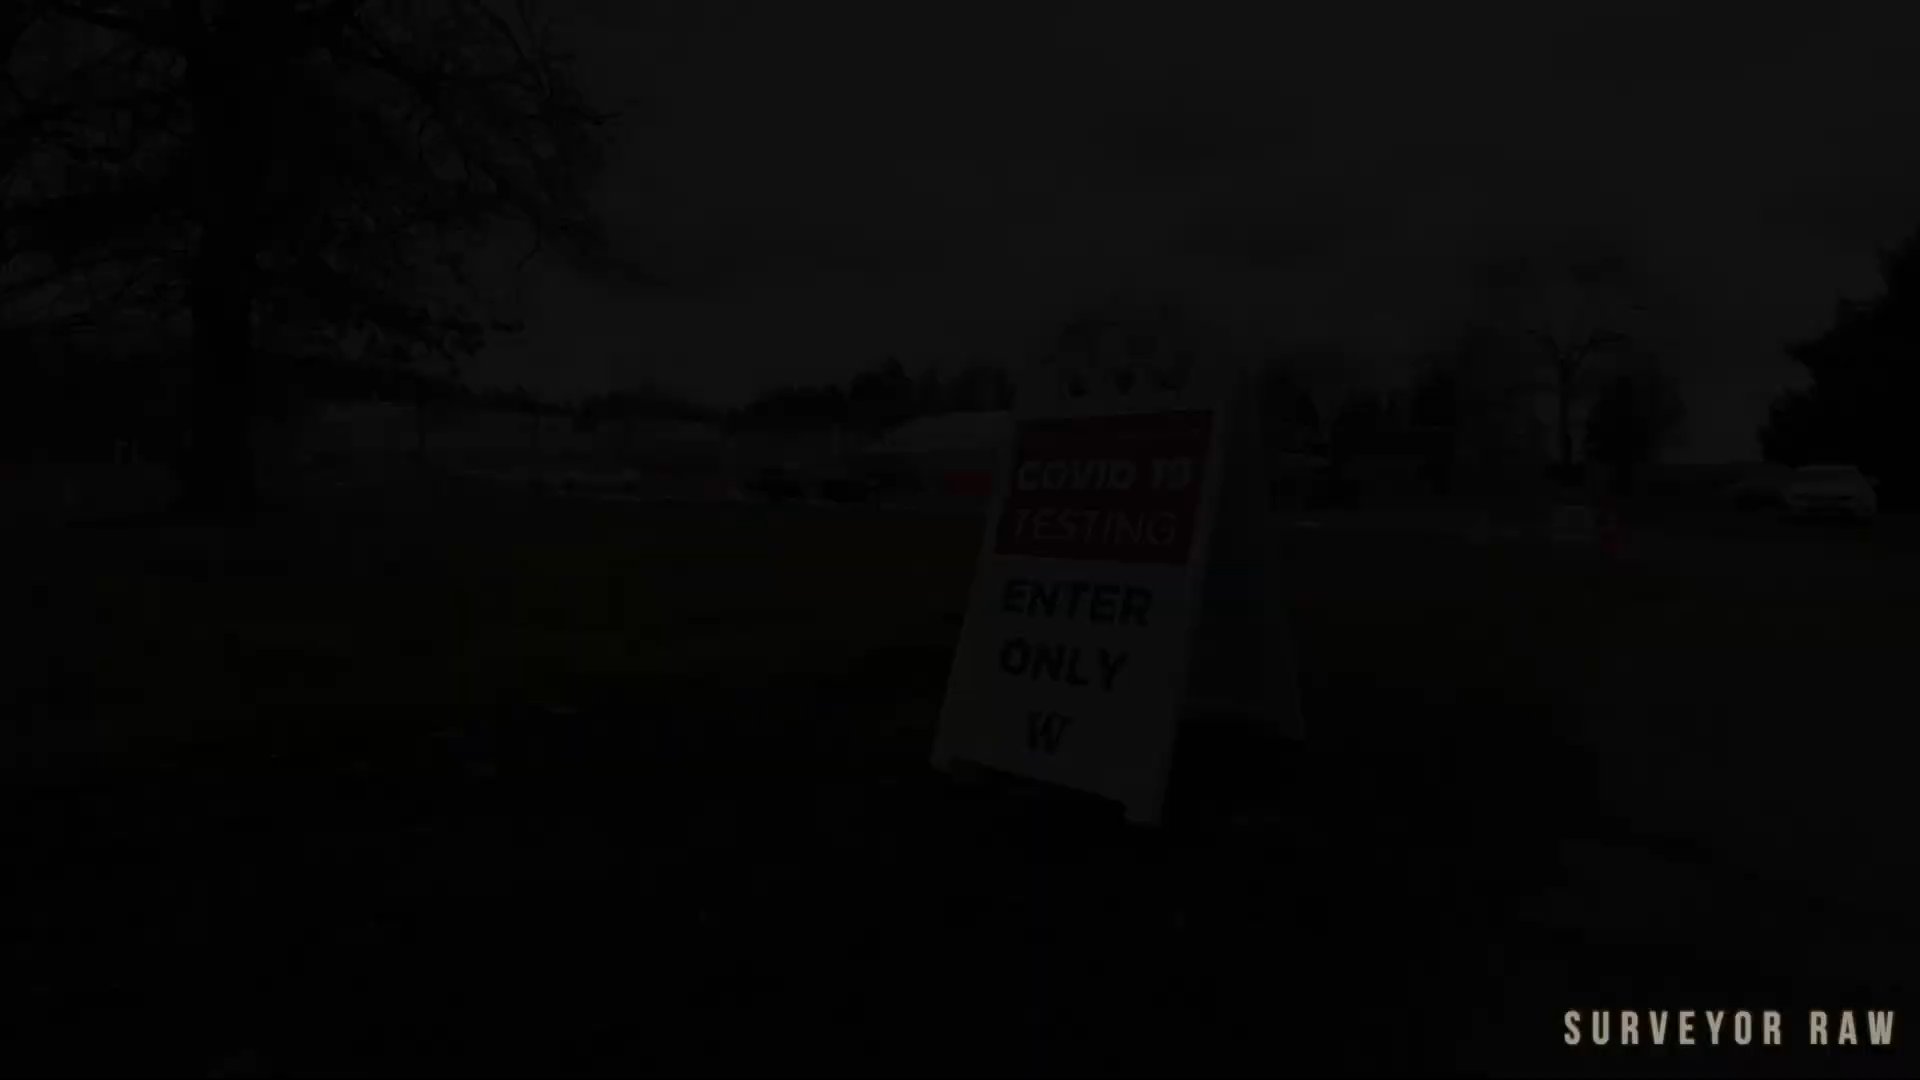 COVID 19
TESTING
ENTER
ONLY
W
SURVEYOR RAW